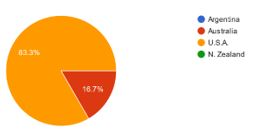 Argentina
Australia
83.3%
U.S.A.
N. Zealand
16.7%